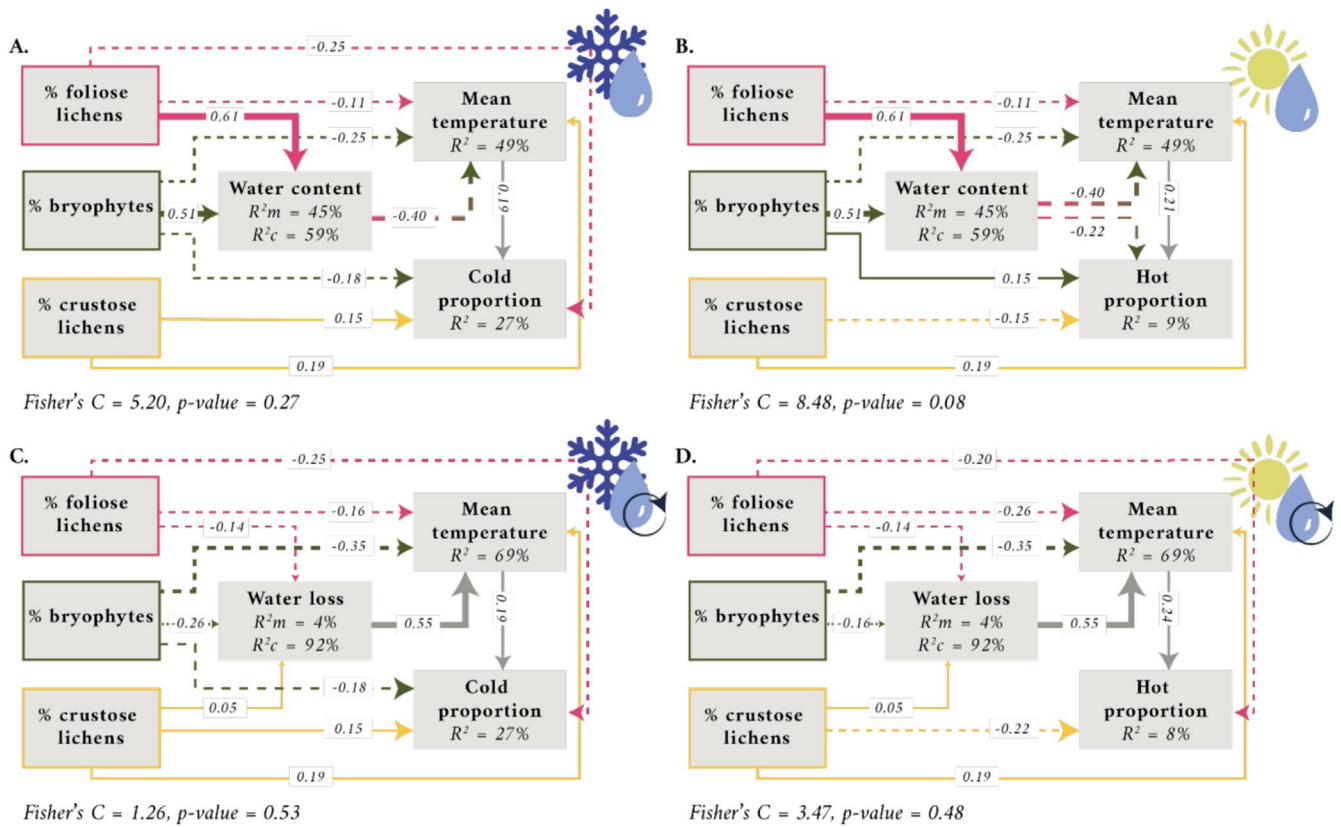 A.
-0.25
% foliose
lichens
-0.11
0.61
-0.25
Mean
temperature
R² = 49%
% bryophytes
0.51
Water content
R²m = 45%
R²c = 59%
-0.40
0.19
-0.18
% crustose
lichens
0.15
Cold
proportion
R² = 27%
0.19
Fisher's C = 5.20, p-value = 0.27
B.
% foliose
lichens
-0.11
0.61
-0.25
Mean
temperature
R² = 49%
% bryophytes
0.51
Water content
R²m = 45%
R²c = 59%
-0.40
-0.22
0.21
0.15
% crustose
lichens
-0.15
Hot
proportion
R² = 9%
0.19
Fisher's C = 8.48, p-value = 0.08
C.
-0.25
% foliose
lichens
-0.16
-0.14
-0.35
Mean
temperature
R² = 69%
% bryophytes
-0.26
Water loss
R²m = 4%
R²c = 92%
0.55
0.19
-0.18
% crustose
lichens
0.05
0.15
Cold
proportion
R² = 27%
0.19
Fisher's C = 1.26, p-value = 0.53
D.
-0.20
% foliose
lichens
-0.26
-0.14
-0.35
Mean
temperature
R² = 69%
% bryophytes
-0.16
Water loss
R²m = 4%
R²c = 92%
0.55
0.24
% crustose
lichens
0.05
-0.22
Hot
proportion
R² = 8%
0.19
Fisher's C = 3.47, p-value = 0.48